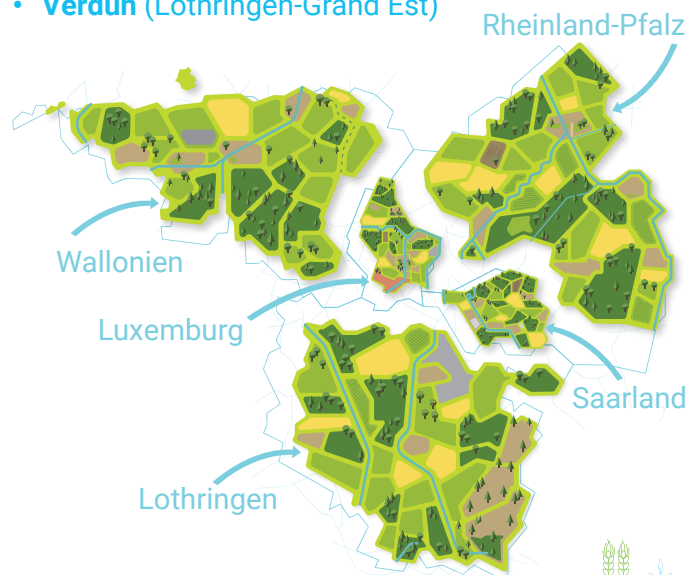 • Verdun (Lothringen-Grand Est)
Rheinland-Pfalz
Wallonien
Luxemburg
Saarland
Lothringen